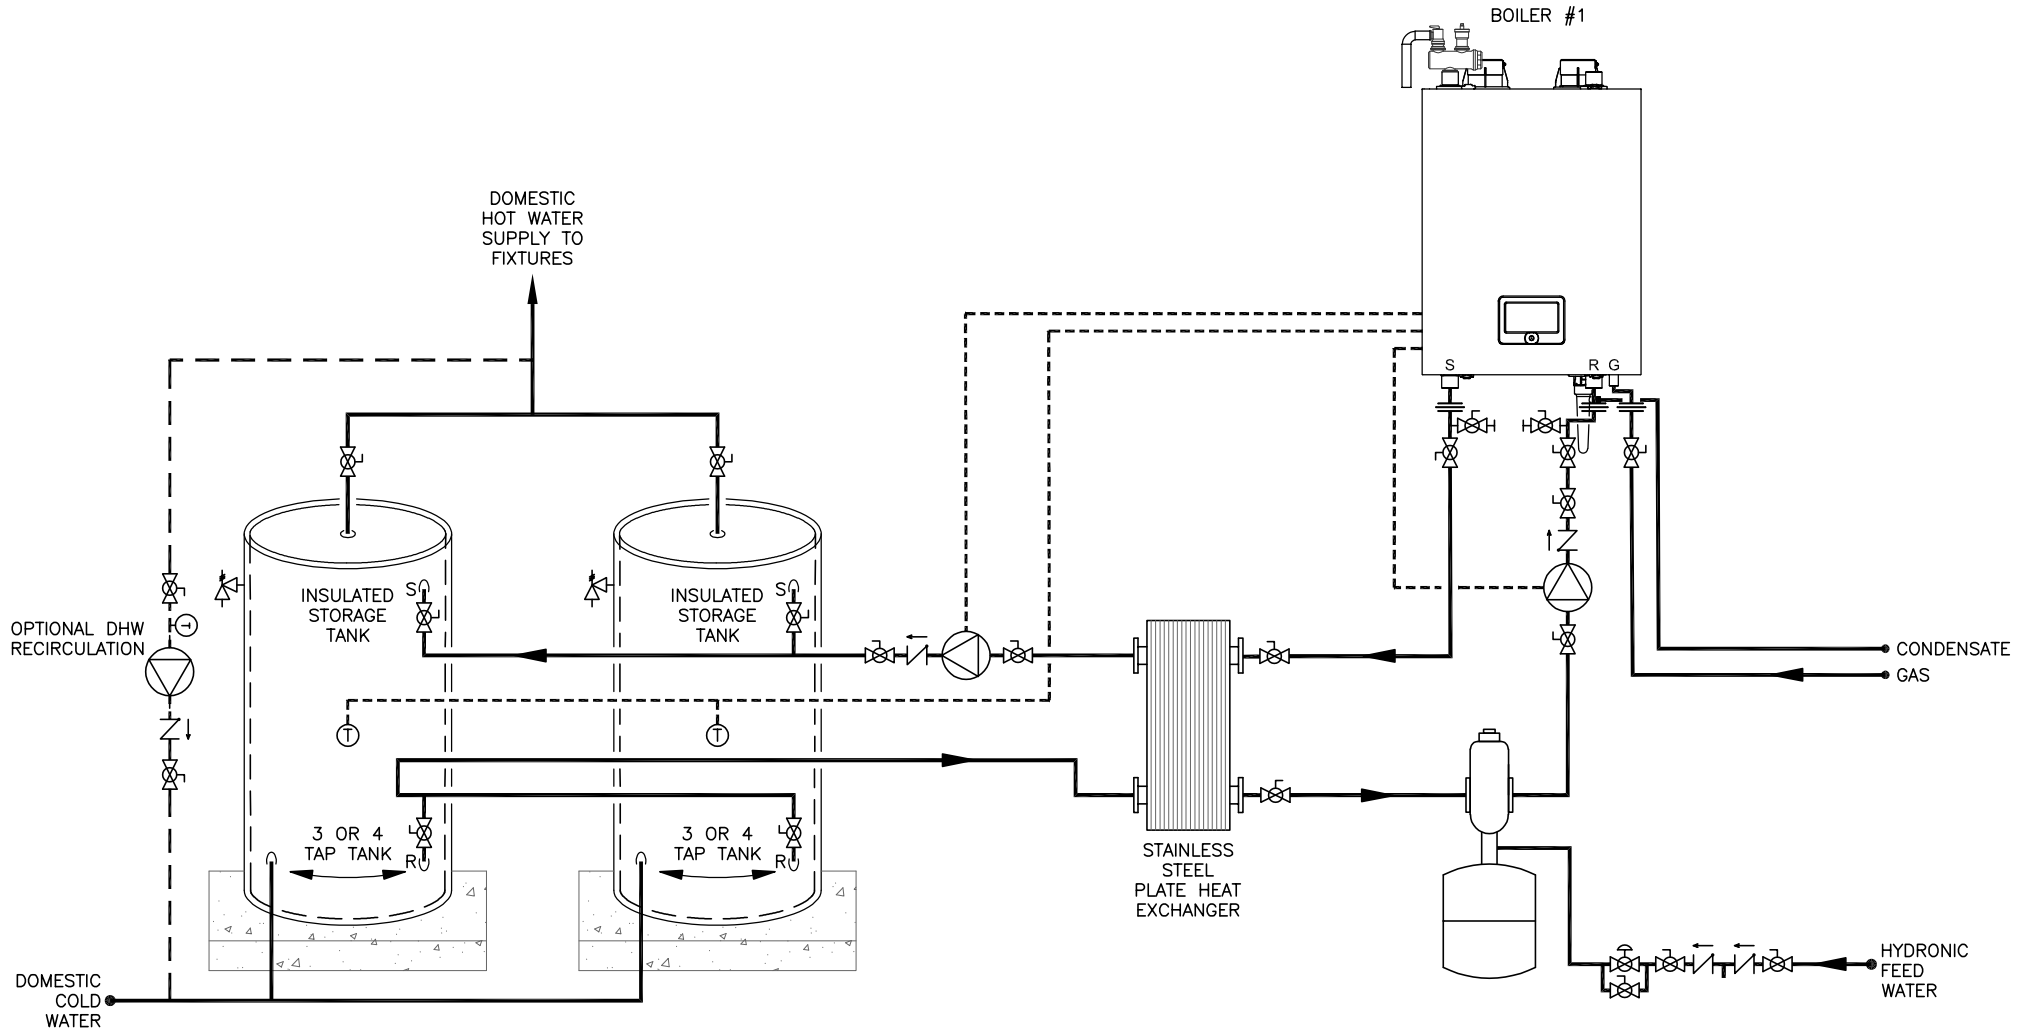 BOILER #1
DOMESTIC
HOT WATER
SUPPLY TO
FIXTURES
S
R G
INSULATED
STORAGE
TANK
S
INSULATED
STORAGE
TANK
S
OPTIONAL DHW
RECIRCULATION
T
CONDENSATE
GAS
T
T
3 OR 4
TAP TANK
R
3 OR 4
TAP TANK
R
STAINLESS
STEEL
PLATE HEAT
EXCHANGER
DOMESTIC
COLD
WATER
HYDRONIC
FEED
WATER